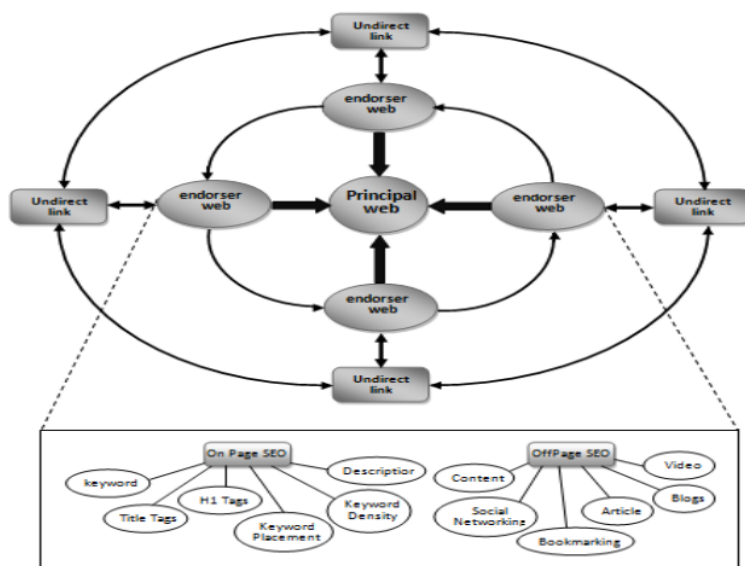 Undirect
link
endorser
web
Undirect
link
endorser
web
Principal
web
endorser
web
Undirect
link
endorser
web
Undirect
link
On Page SEO
OffPage SEO
keyword
Title Tags
H1 Tags
Keyword
Placement
Keyword
Density
Descriptior
Content
Social
Networking
Bookmarking
Article
Blogs
Video